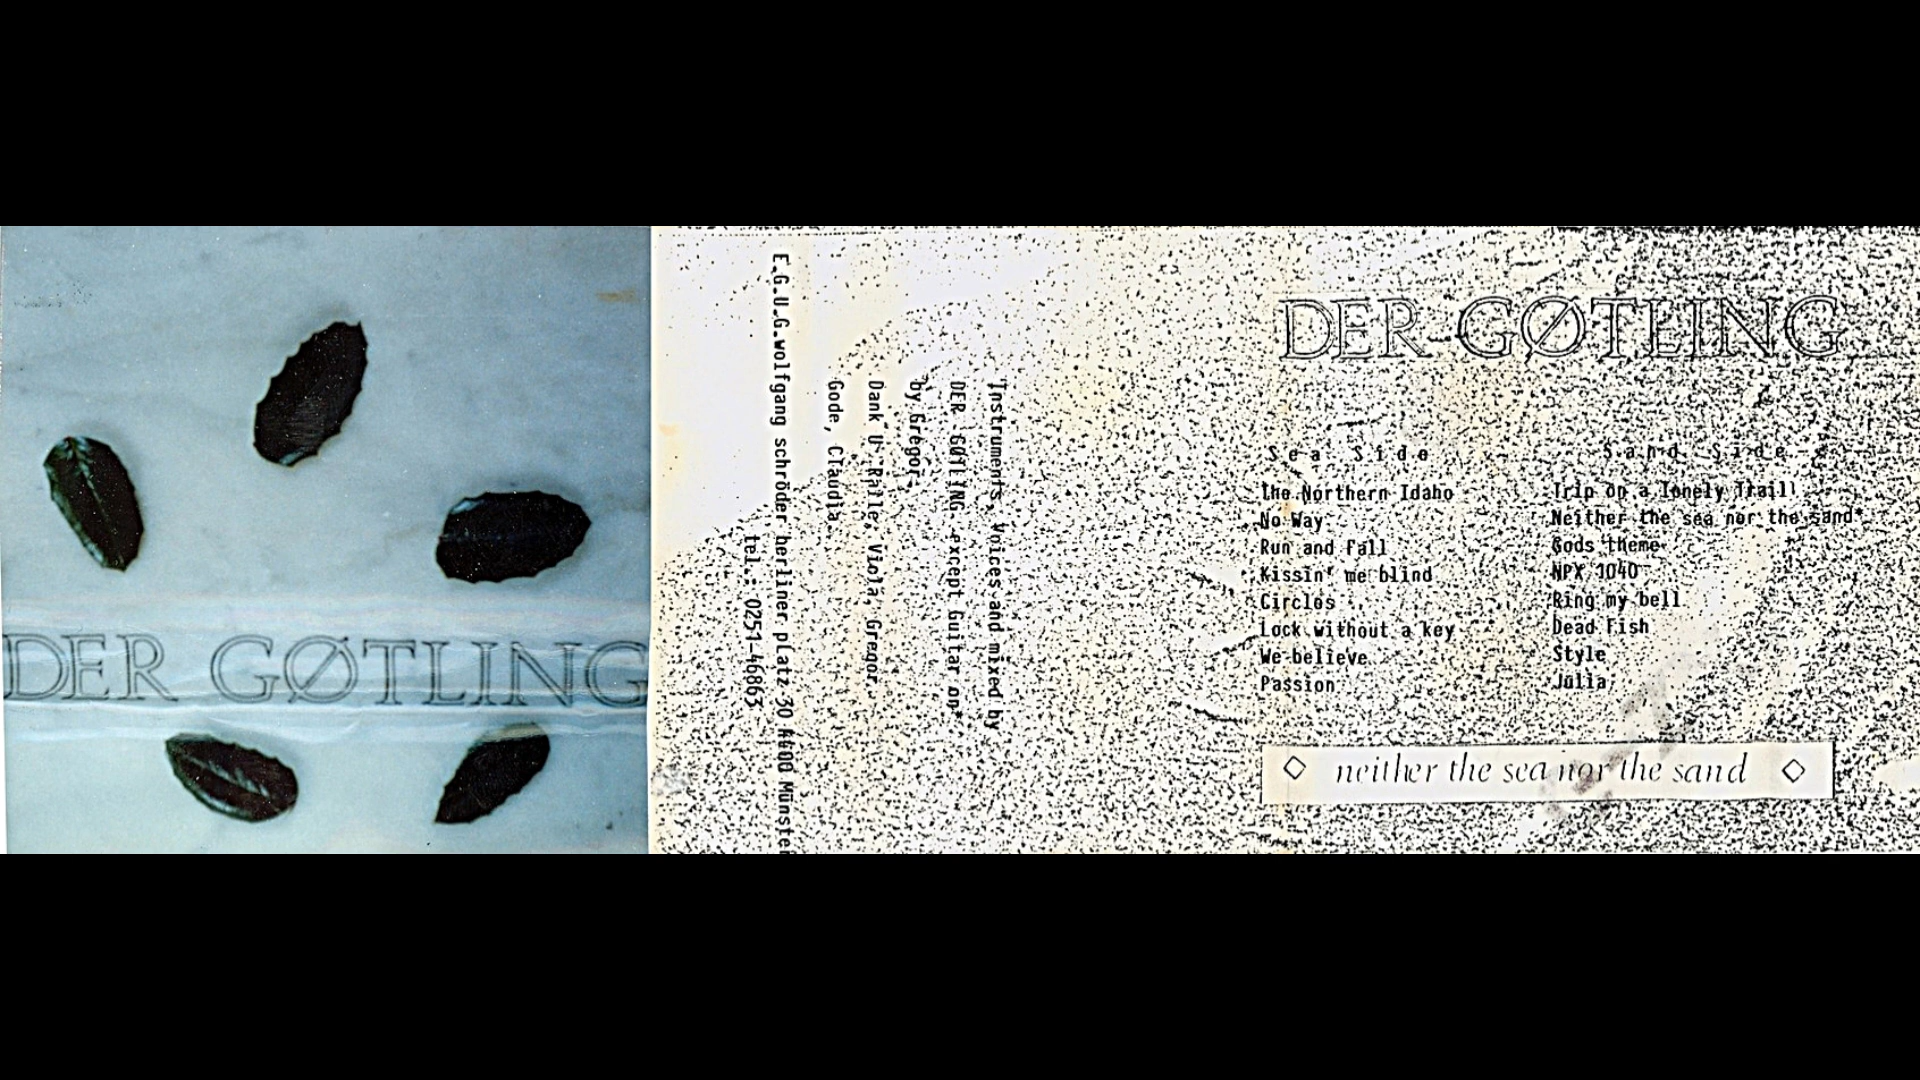 DER GØTLING
Instruments, Voices and mixed by
DER GØTLING -except Guitar on*
by Gregor-
Dank U Ralle, Viola, Gregor,
Gode, Claudia.
E.G.U.G.wolfgang schröder berliner platz 30 4400 Münster
tel.: 0251-46863
DER GØTLING
Sea Side
The Northern Idaho
No Way
Run and Fall
Kissin' me blind
Circles
Lock without a key
We believe
Passion
Sand Side
Trip on a lonely Traill
Neither the sea nor the sand*
Gods theme
NPX 1040
Ring my bell
Dead Fish
Style
Julia
neither the sea nor the sand